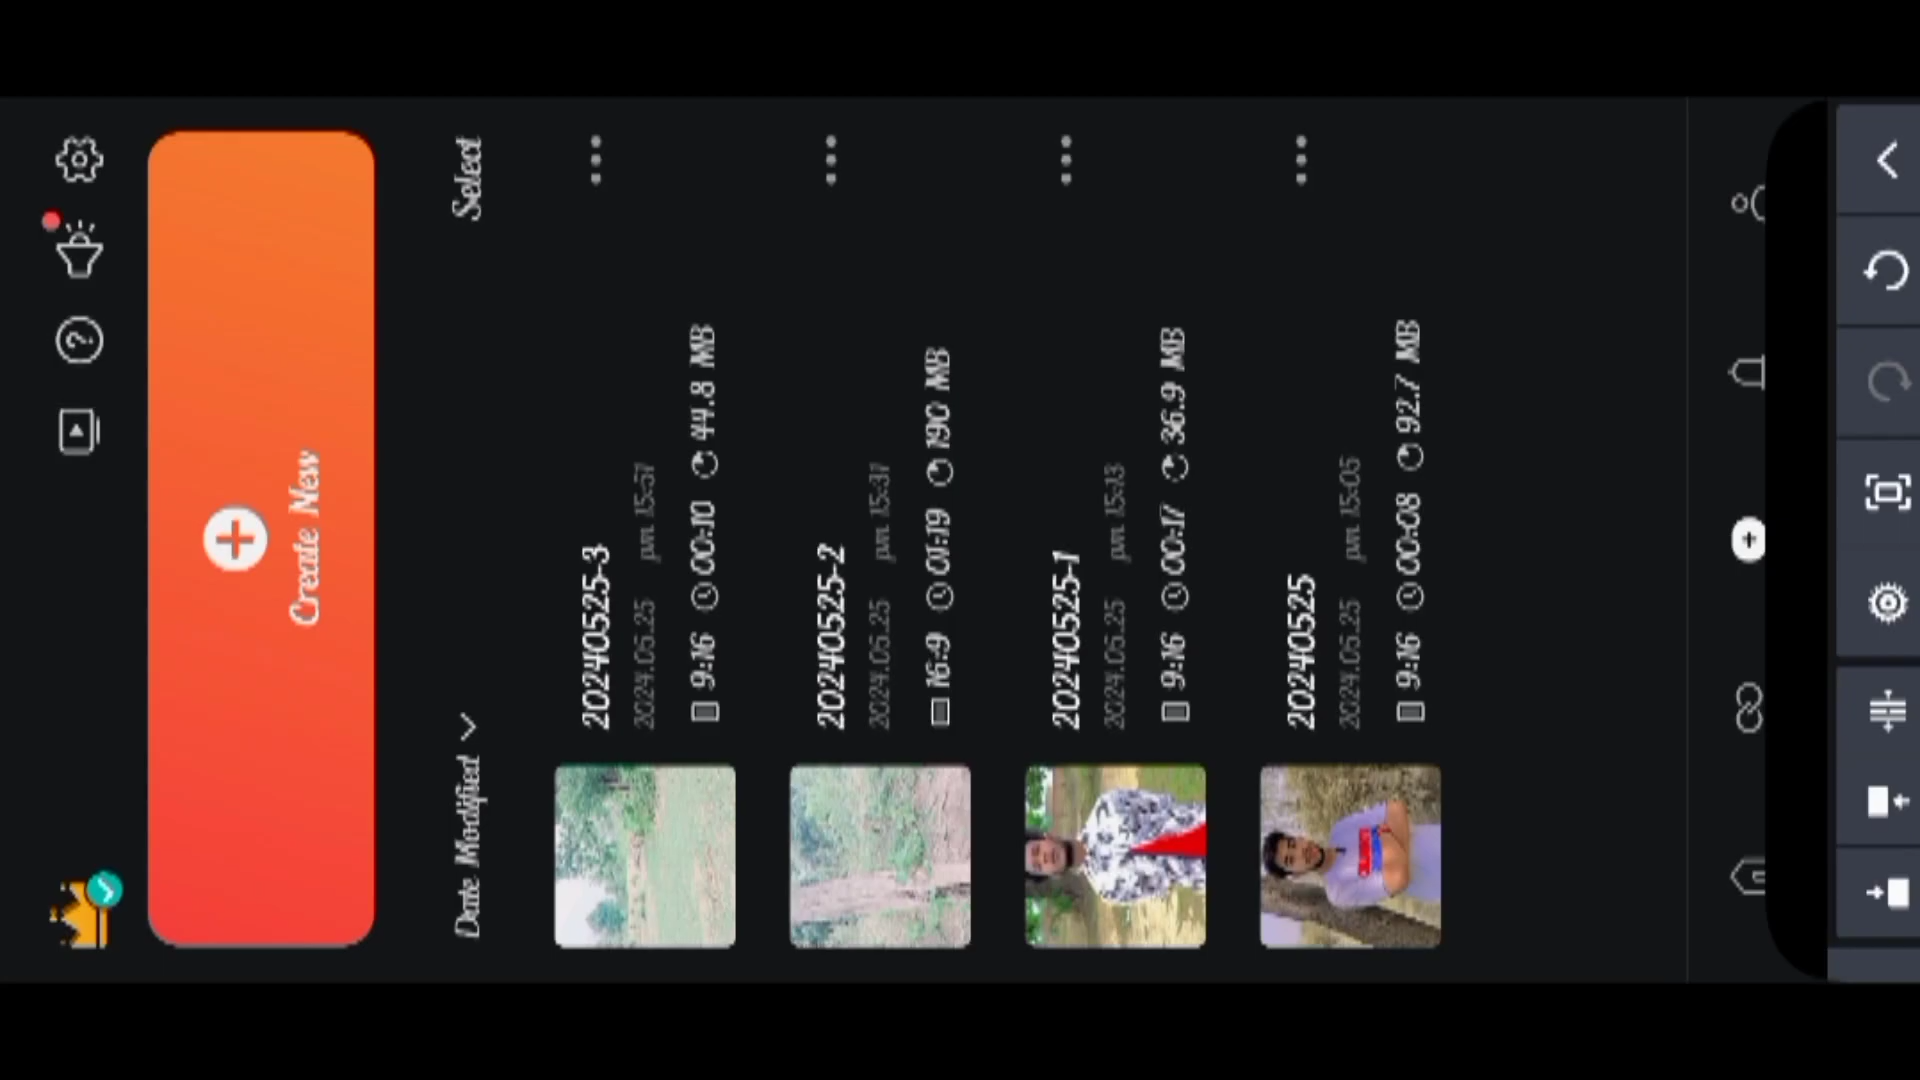 Create New
Date Modified
Select
20240525-3
2024.05.25 pm 15:57
9:16 00:10 44.8 MB
20240525-2
2024.05.25 pm 15:37
16:9 01:19 190 MB
20240525-1
2024.05.25 pm 15:13
9:16 00:17 36.9 MB
20240525
2024.05.25 pm 15:05
9:16 00:08 92.7 MB